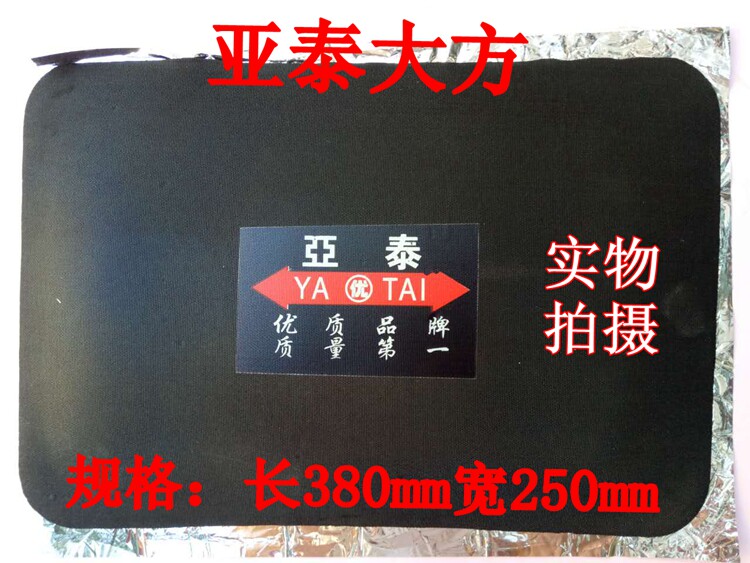 亚泰大方
亞 泰
YA 优 TAI
优 质 品 牌
质 量 第 一
实物
拍摄
规格：长380mm宽250mm